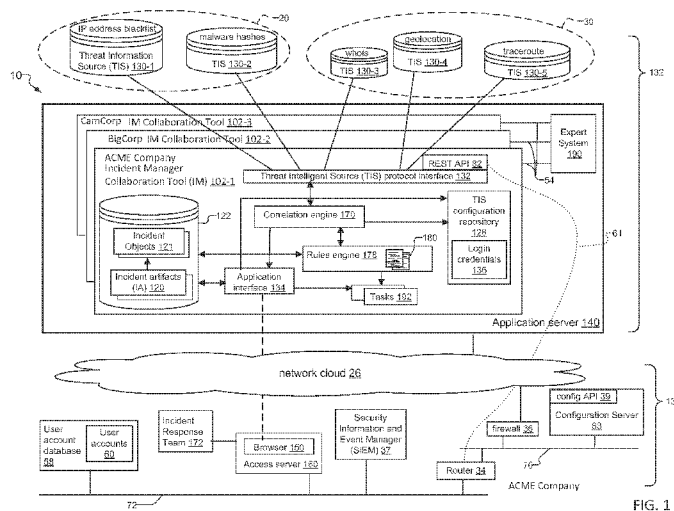 20
30
IP address blacklist
Threat Information
Source (TIS) 130-1
malware hashes
TIS 130-2
whois
TIS 130-3
geolocation
TIS 130-4
traceroute
TIS 130-5
132
10
CamCorp IM Collaboration Tool 102-3
BigCorp IM Collaboration Tool 102-2
ACME Company
Incident Manager
Collaboration Tool (IM) 102-1
REST API 92
Threat Intelligent Source (TIS) protocol interface 132
Expert
System
190
54
61
122
Incident
Objects 121
Incident artifacts
(IA) 120
Correlation engine 170
Rules engine 178
180
Application
interface 134
Tasks 192
TIS
configuration
repository
128
Login
credentials
136
Application server 140
network cloud 26
13
User
account
database
58
User
accounts
60
Incident
Response
Team 172
Browser 150
Access server 160
Security
Information and
Event Manager
(SIEM) 37
firewall 36
Router 34
config API 39
Configuration Server
63
70
72
ACME Company
FIG. 1